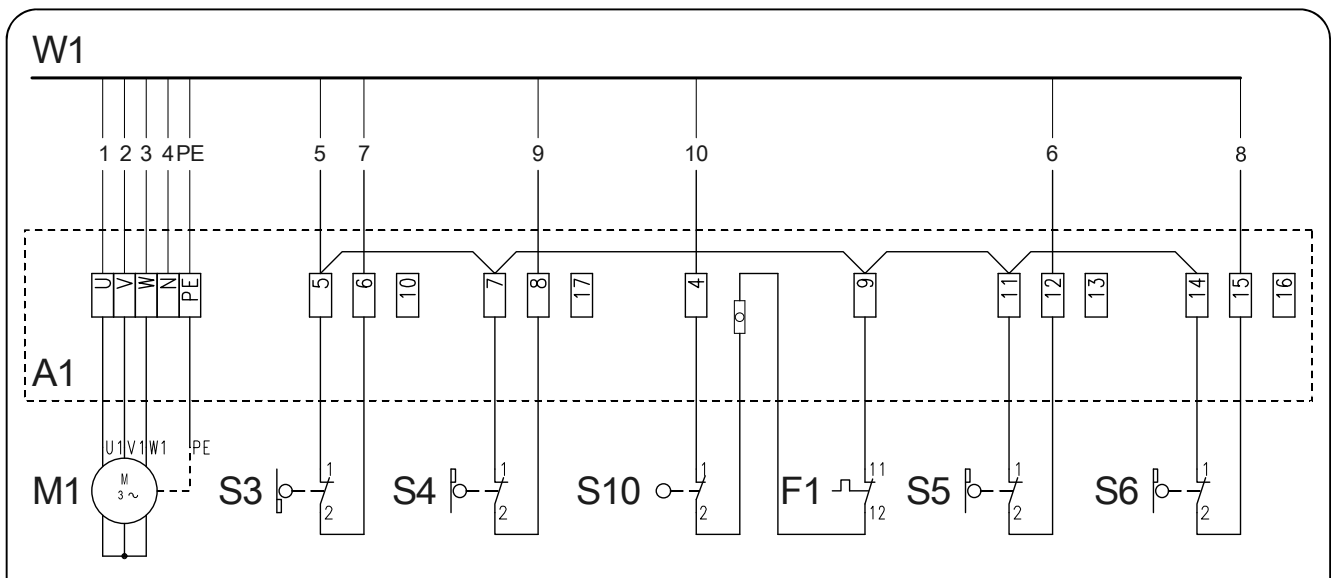 W1
1 2 3 4 PE 5 7 9 10 6 8
U V W N PE 5 6 10 7 8 17 4 9 11 12 13 14 15 16
A1
U1 V1 W1 PE
1 1 1 11 1 1
M1 M S3 S4 S10 F1 S5 S6
3 ~
2 2 2 12 2 2